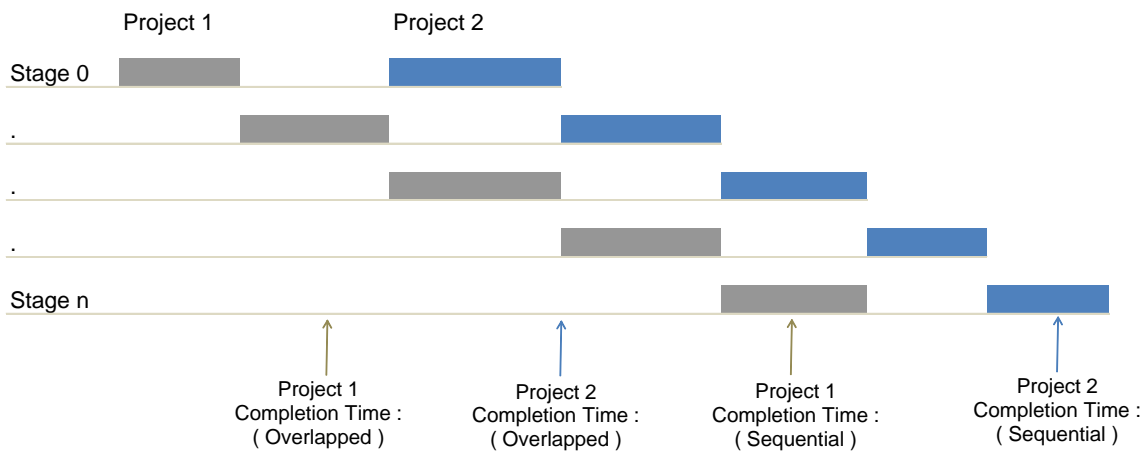 Project 1
Project 2
Stage 0
.
.
.
Stage n
Project 1
Completion Time :
( Overlapped )
Project 2
Completion Time :
( Overlapped )
Project 1
Completion Time :
( Sequential )
Project 2
Completion Time :
( Sequential )